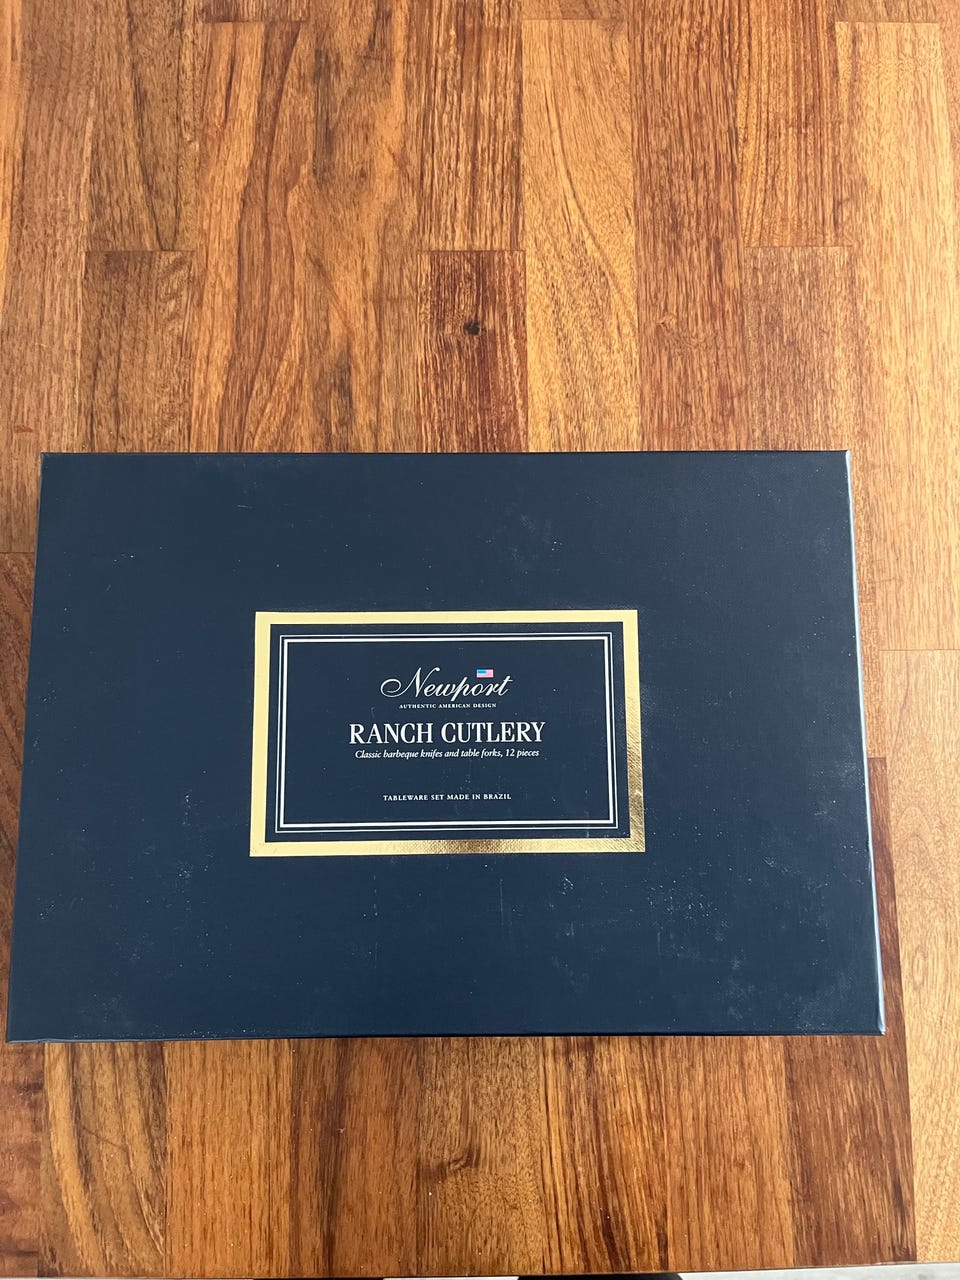 Newport
AUTHENTIC AMERICAN DESIGN
RANCH CUTLERY
Classic barbeque knifes and table forks, 12 pieces
TABLEWARE SET MADE IN BRAZIL